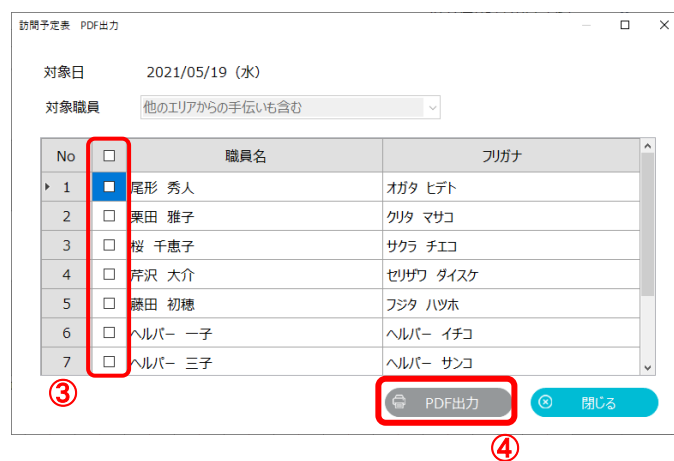 訪問予定表 PDF出力
対象日 2021/05/19 (水)
対象職員 他のエリアからの手伝いも含む
No 職員名 フリガナ
1 尾形 秀人 オガタ ヒデト
2 栗田 雅子 クリタ マサコ
3 桜 千恵子 サクラ チエコ
4 芹沢 大介 セリザワ ダイスケ
5 藤田 初穂 フジタ ハツホ
6 ヘルパー 一子 ヘルパー イチコ
7 ヘルパー 三子 ヘルパー サンコ
③ PDF出力 閉じる
④